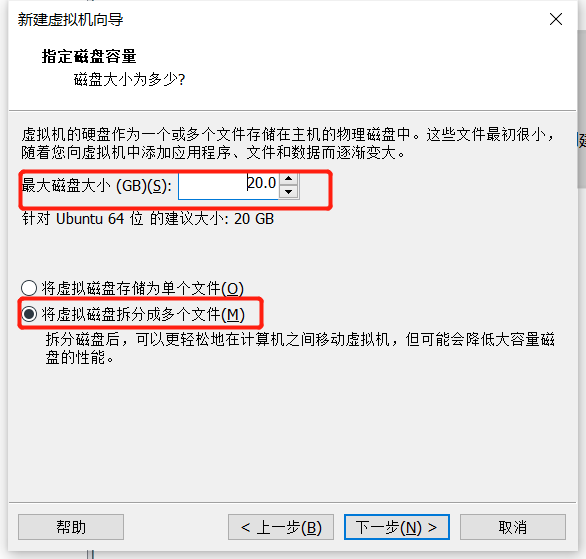 新建虚拟机向导
指定磁盘容量
磁盘大小为多少?
虚拟机的硬盘作为一个或多个文件存储在主机的物理磁盘中。这些文件最初很小，
随着您向虚拟机中添加应用程序、文件和数据而逐渐变大。
最大磁盘大小 (GB)(S): 20.0
针对 Ubuntu 64 位 的建议大小: 20 GB
将虚拟磁盘存储为单个文件(O)
将虚拟磁盘拆分成多个文件(M)
拆分磁盘后，可以更轻松地在计算机之间移动虚拟机，但可能会降低大容量磁
盘的性能。
帮助 < 上一步(B) 下一步(N) > 取消